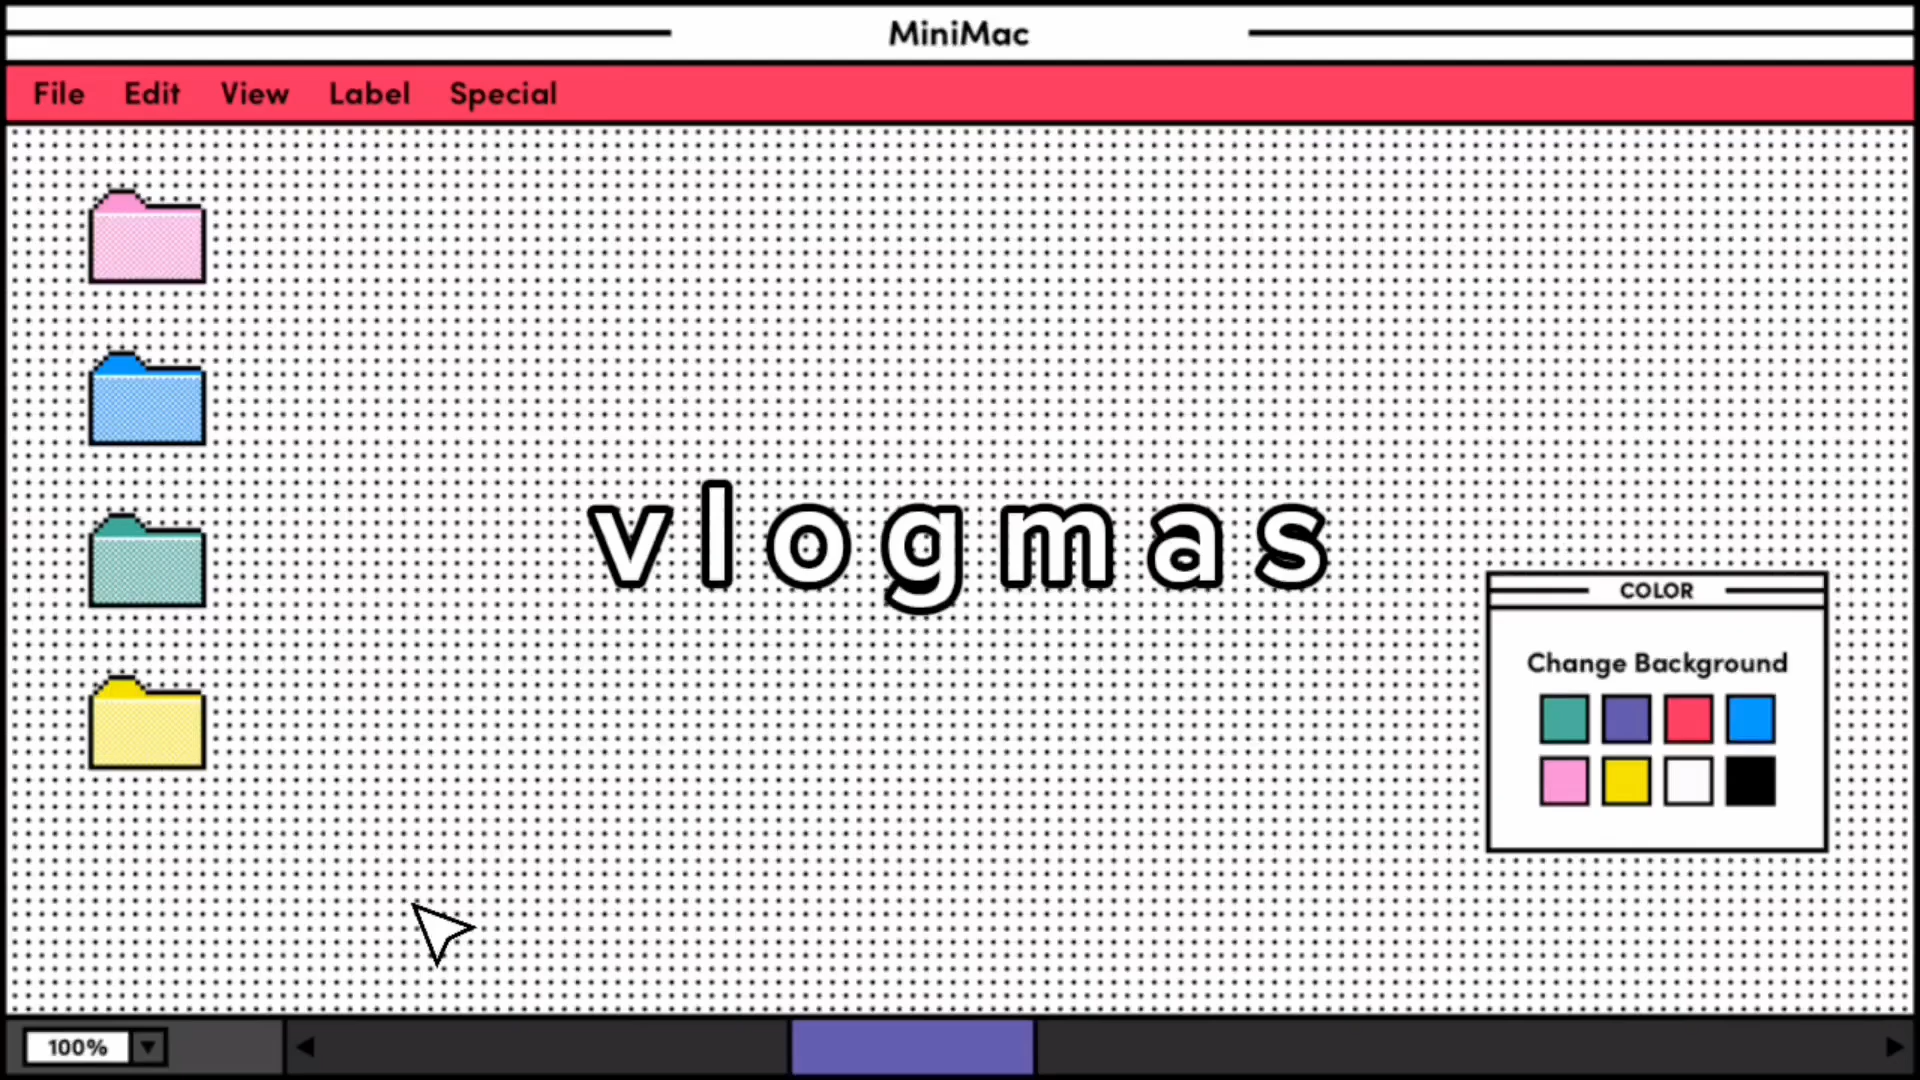 MiniMac
File Edit View Label Special
vlogmas
COLOR
Change Background
100%